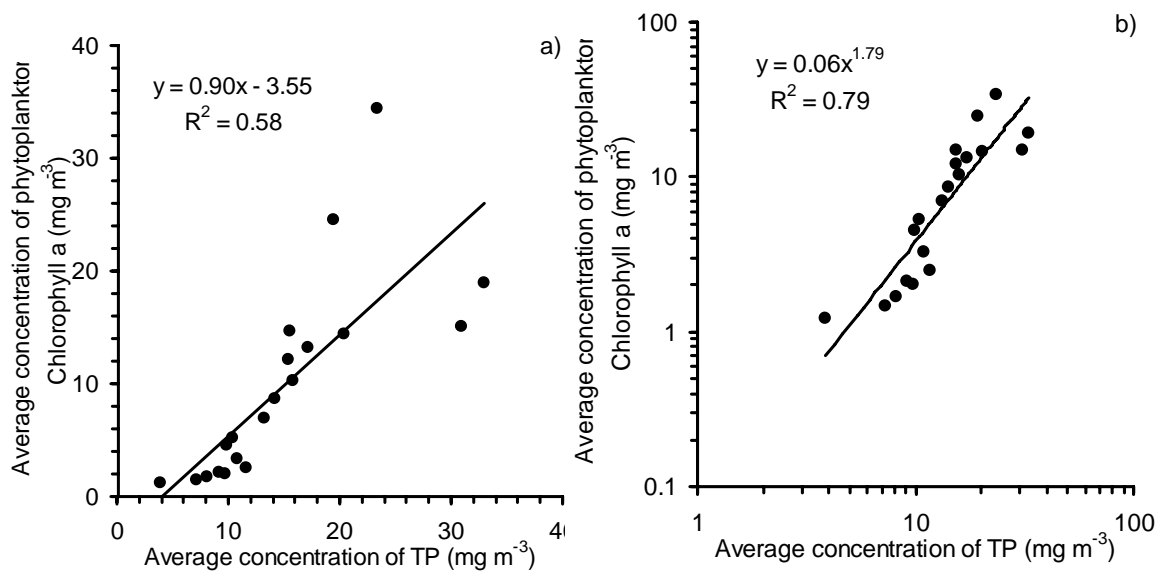 a)
y = 0.90x - 3.55
R² = 0.58
40
30
20
10
0
0 10 20 30 40
Average concentration of phytoplankton
Chlorophyll a (mg m⁻³)
Average concentration of TP (mg m⁻³)
b)
y = 0.06x¹·⁷⁹
R² = 0.79
100
10
1
0.1
1 10 100
Average concentration of phytoplankton
Chlorophyll a (mg m⁻³)
Average concentration of TP (mg m⁻³)